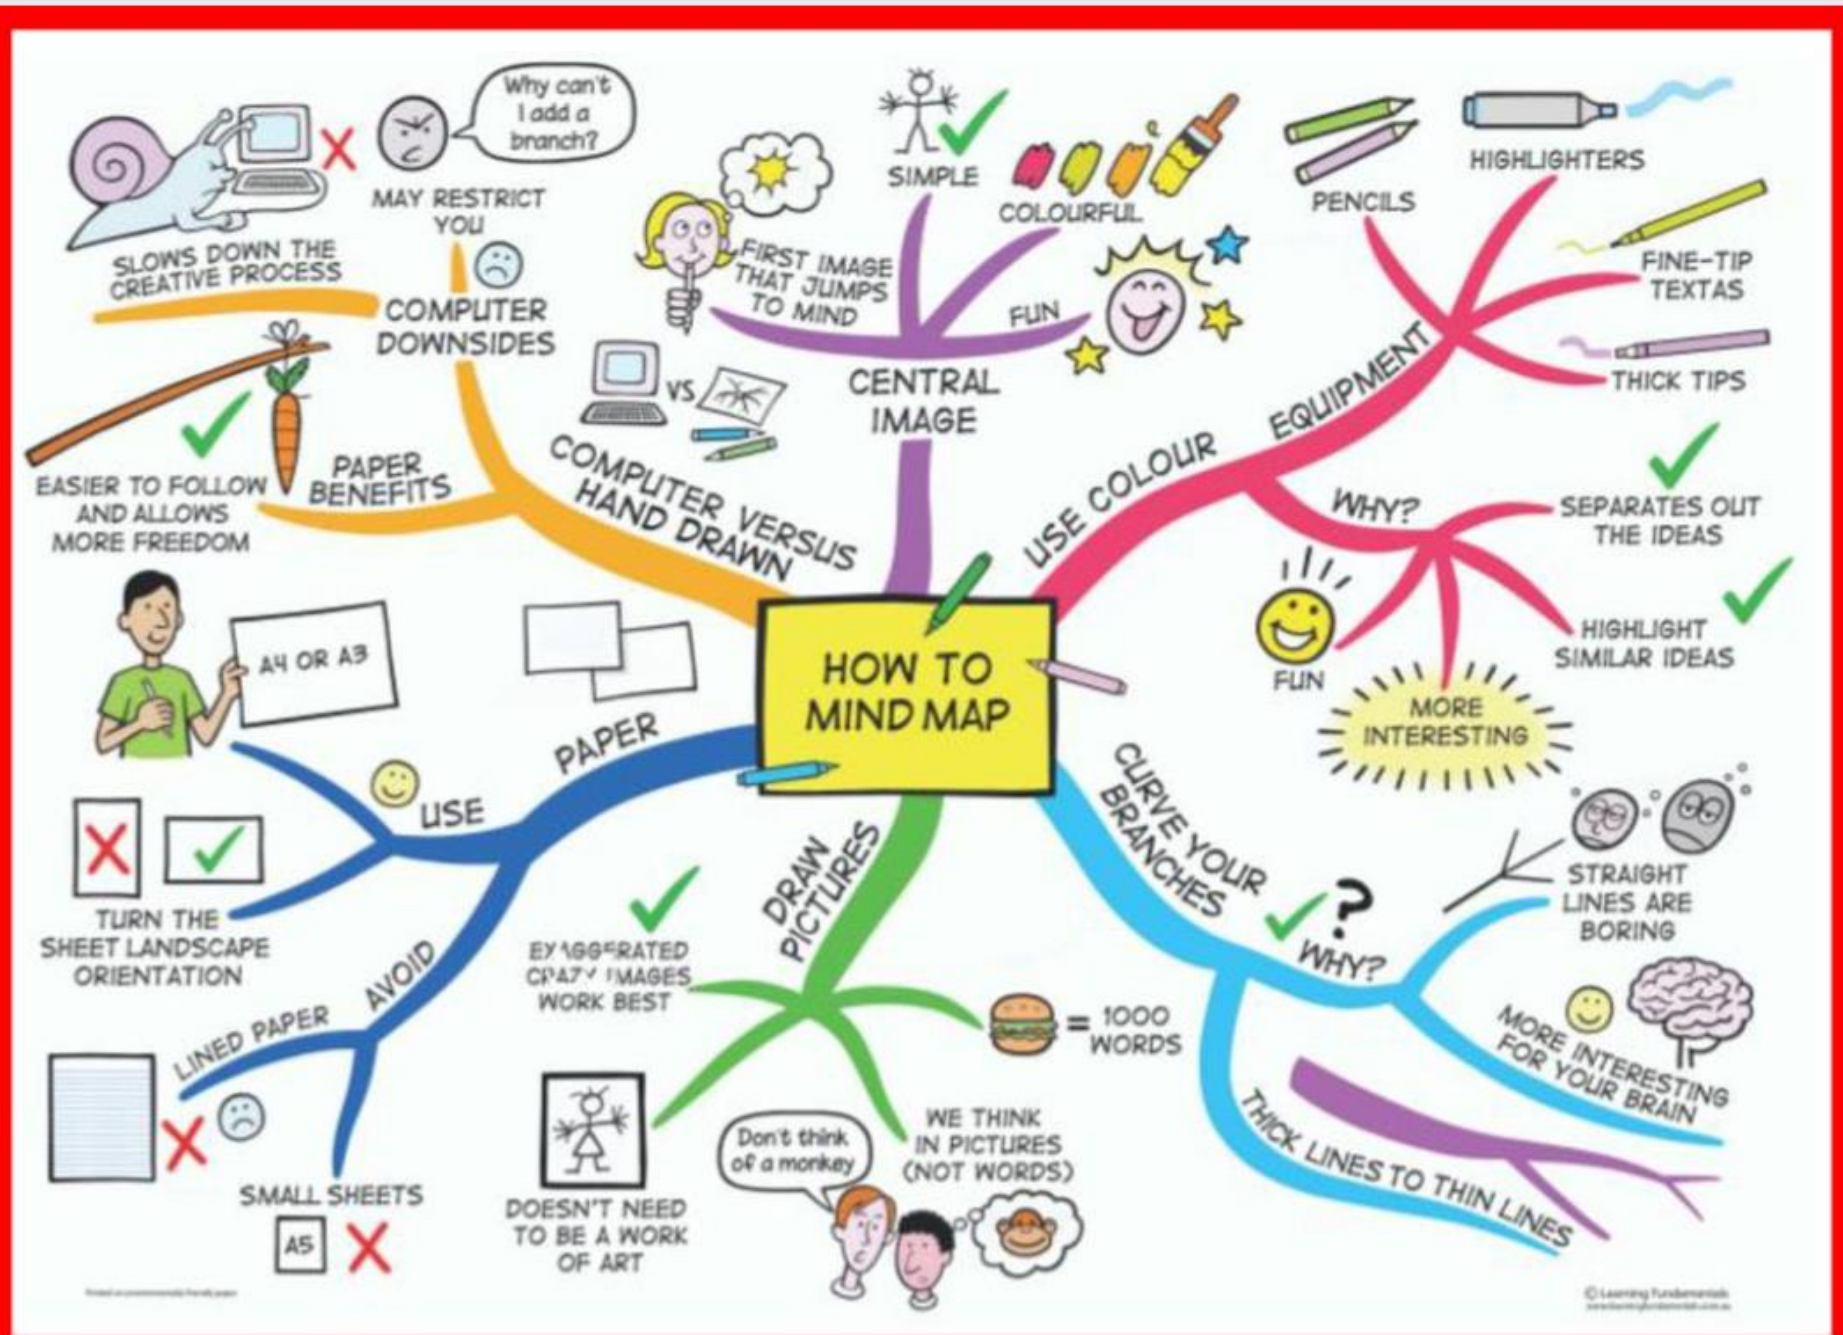 Why can't
I add a
branch?
MAY RESTRICT
YOU
SLOWS DOWN THE
CREATIVE PROCESS
COMPUTER
DOWNSIDES
EASIER TO FOLLOW
AND ALLOWS
MORE FREEDOM
PAPER
BENEFITS
VS
COMPUTER VERSUS
HAND DRAWN
FIRST IMAGE
THAT JUMPS
TO MIND
SIMPLE
COLOURFUL
FUN
CENTRAL
IMAGE
PENCILS
HIGHLIGHTERS
FINE-TIP
TEXTAS
THICK TIPS
EQUIPMENT
USE COLOUR
WHY?
SEPARATES OUT
THE IDEAS
HIGHLIGHT
SIMILAR IDEAS
FUN
MORE
INTERESTING
HOW TO
MIND MAP
A4 OR A3
PAPER
USE
TURN THE
SHEET LANDSCAPE
ORIENTATION
AVOID
LINED PAPER
SMALL SHEETS
A5
DRAW
PICTURES
EXAGGERATED
CRAZY IMAGES
WORK BEST
= 1000
WORDS
DOESN'T NEED
TO BE A WORK
OF ART
Don't think
of a monkey
WE THINK
IN PICTURES
(NOT WORDS)
CURVE YOUR
BRANCHES
?
WHY?
STRAIGHT
LINES ARE
BORING
MORE INTERESTING
FOR YOUR BRAIN
THICK LINES TO THIN LINES
© Learning Fundamentals